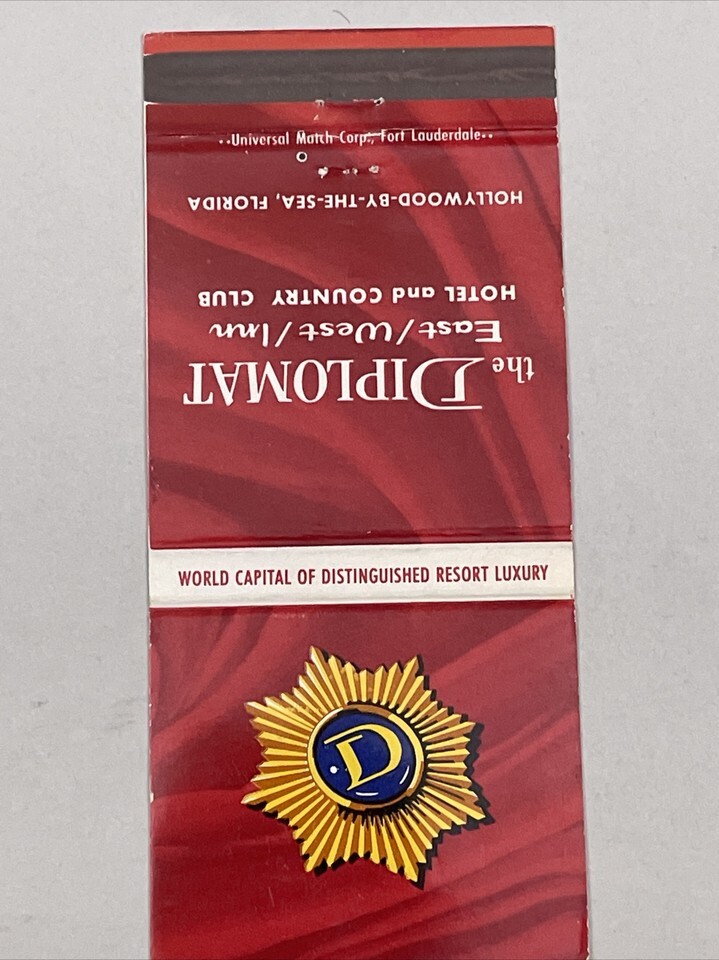 ··Universal Match Corp., Fort Lauderdale··
the DIPLOMAT
East/West/Inn
HOTEL and COUNTRY CLUB
HOLLYWOOD-BY-THE-SEA, FLORIDA
WORLD CAPITAL OF DISTINGUISHED RESORT LUXURY
D